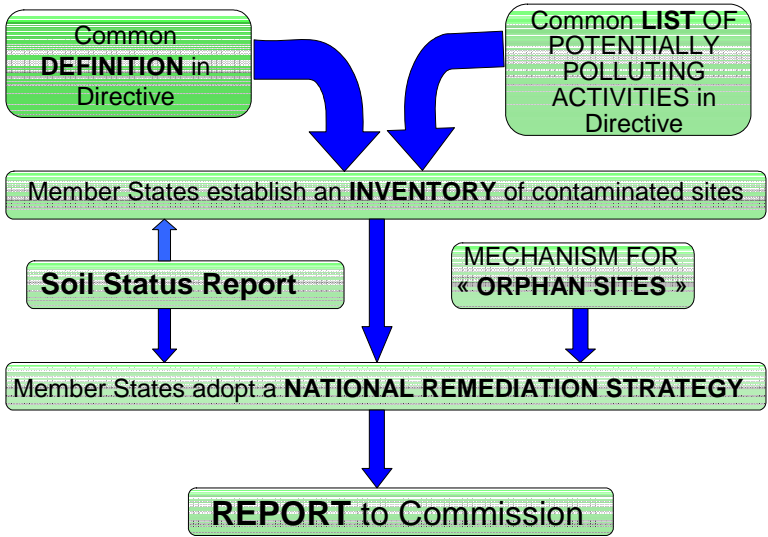 Common
DEFINITION in
Directive
Common LIST OF
POTENTIALLY
POLLUTING
ACTIVITIES in
Directive
Member States establish an INVENTORY of contaminated sites
Soil Status Report
MECHANISM FOR
« ORPHAN SITES »
Member States adopt a NATIONAL REMEDIATION STRATEGY
REPORT to Commission